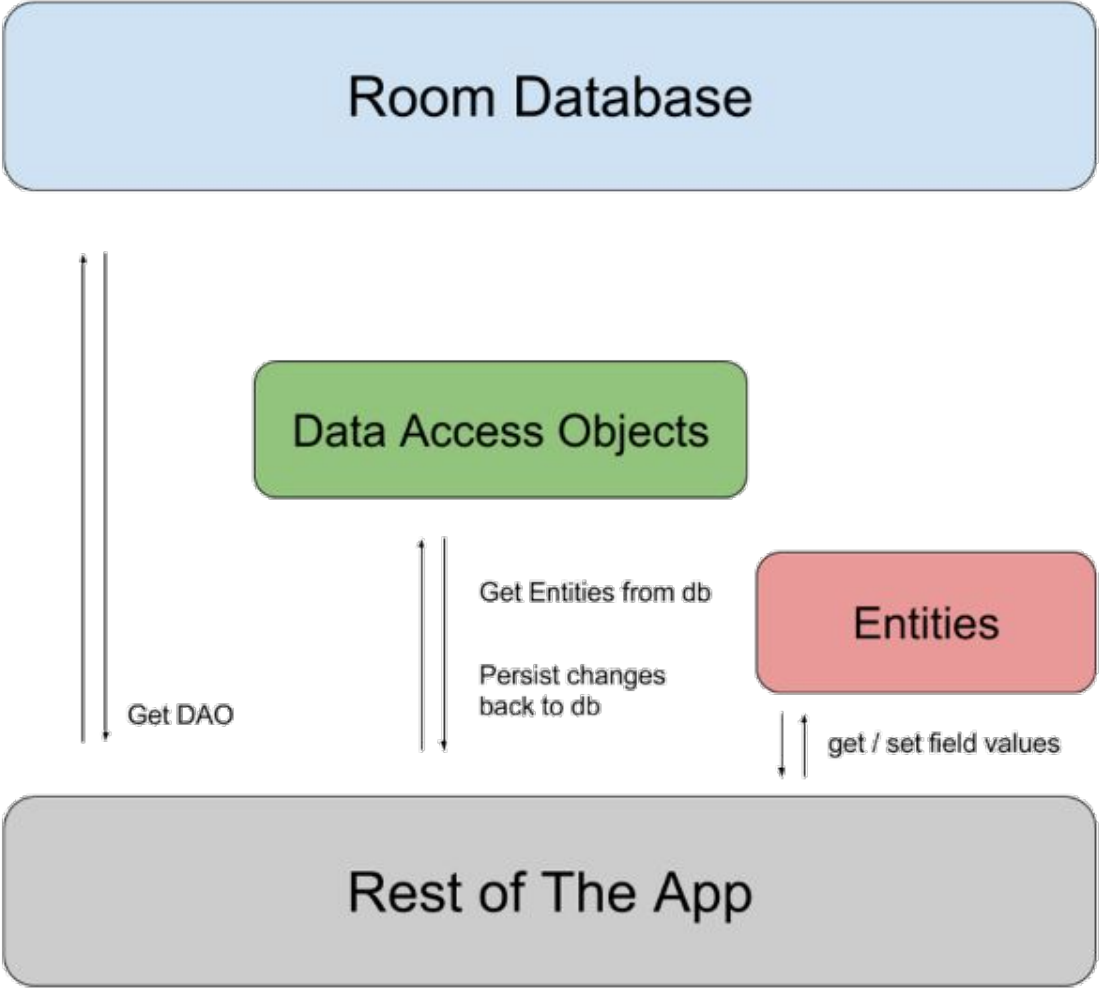 Room Database
Data Access Objects
Get Entities from db
Entities
Persist changes
back to db
Get DAO
get / set field values
Rest of The App